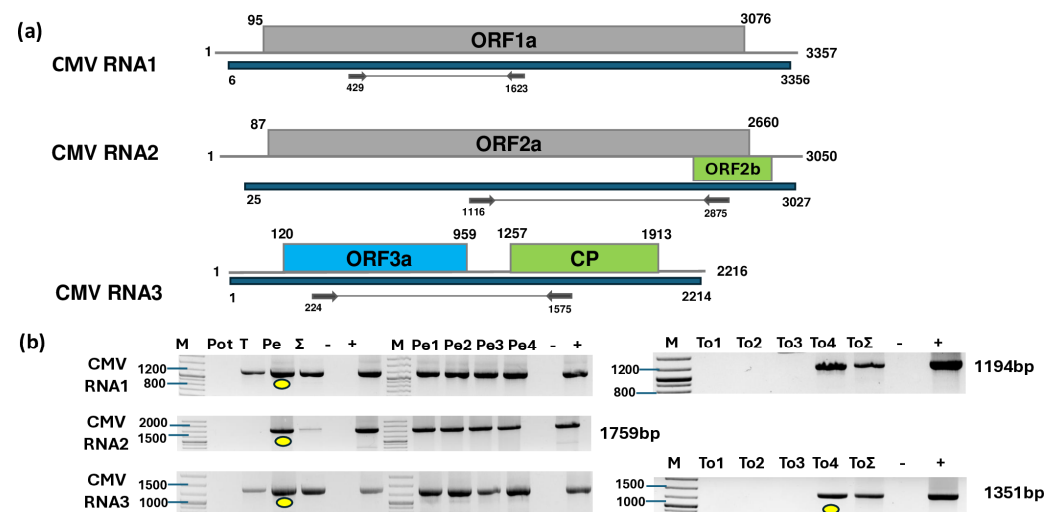 (a)
95 3076
ORF1a
1 3357
CMV RNA1
6 3356
429 1623
87 2660
ORF2a
CMV RNA2 1 3050
ORF2b
25 3027
1116 2875
120 959 1257 1913
ORF3a CP
1 2216
CMV RNA3
1 2214
224 1575
(b)
M Pot T Pe Σ - + M Pe1 Pe2 Pe3 Pe4 - + M To1 To2 To3 To4 ToΣ - +
CMV
RNA1
1200
800
1200
800
1194bp
CMV
RNA2
2000
1500
1759bp
M To1 To2 To3 To4 ToΣ - +
CMV
RNA3
1500
1000
1500
1000
1351bp